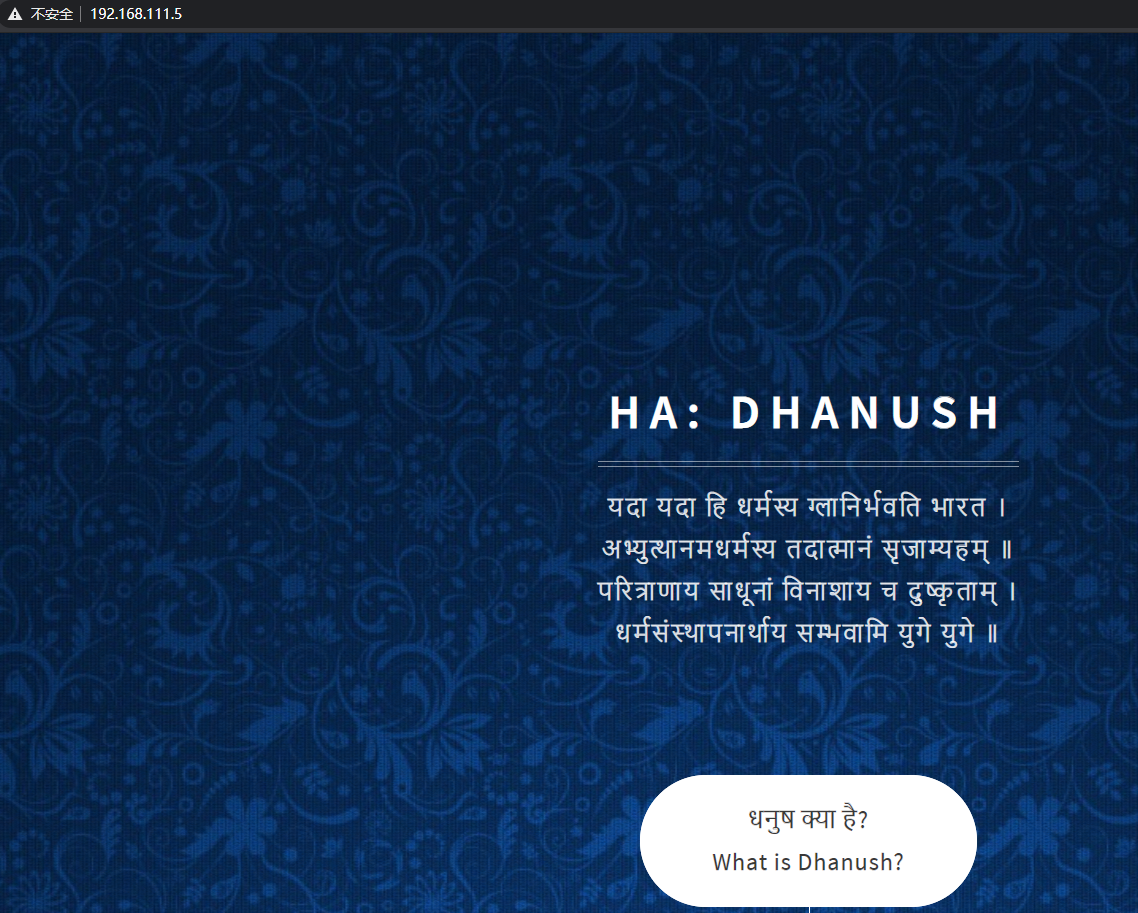 不安全 192.168.111.5
HA: DHANUSH
यदा यदा हि धर्मस्य ग्लानिर्भवति भारत ।
अभ्युत्थानमधर्मस्य तदात्मानं सृजाम्यहम् ॥
परित्राणाय साधूनां विनाशाय च दुष्कृताम् ।
धर्मसंस्थापनार्थाय सम्भवामि युगे युगे ॥
धनुष क्या है?
What is Dhanush?